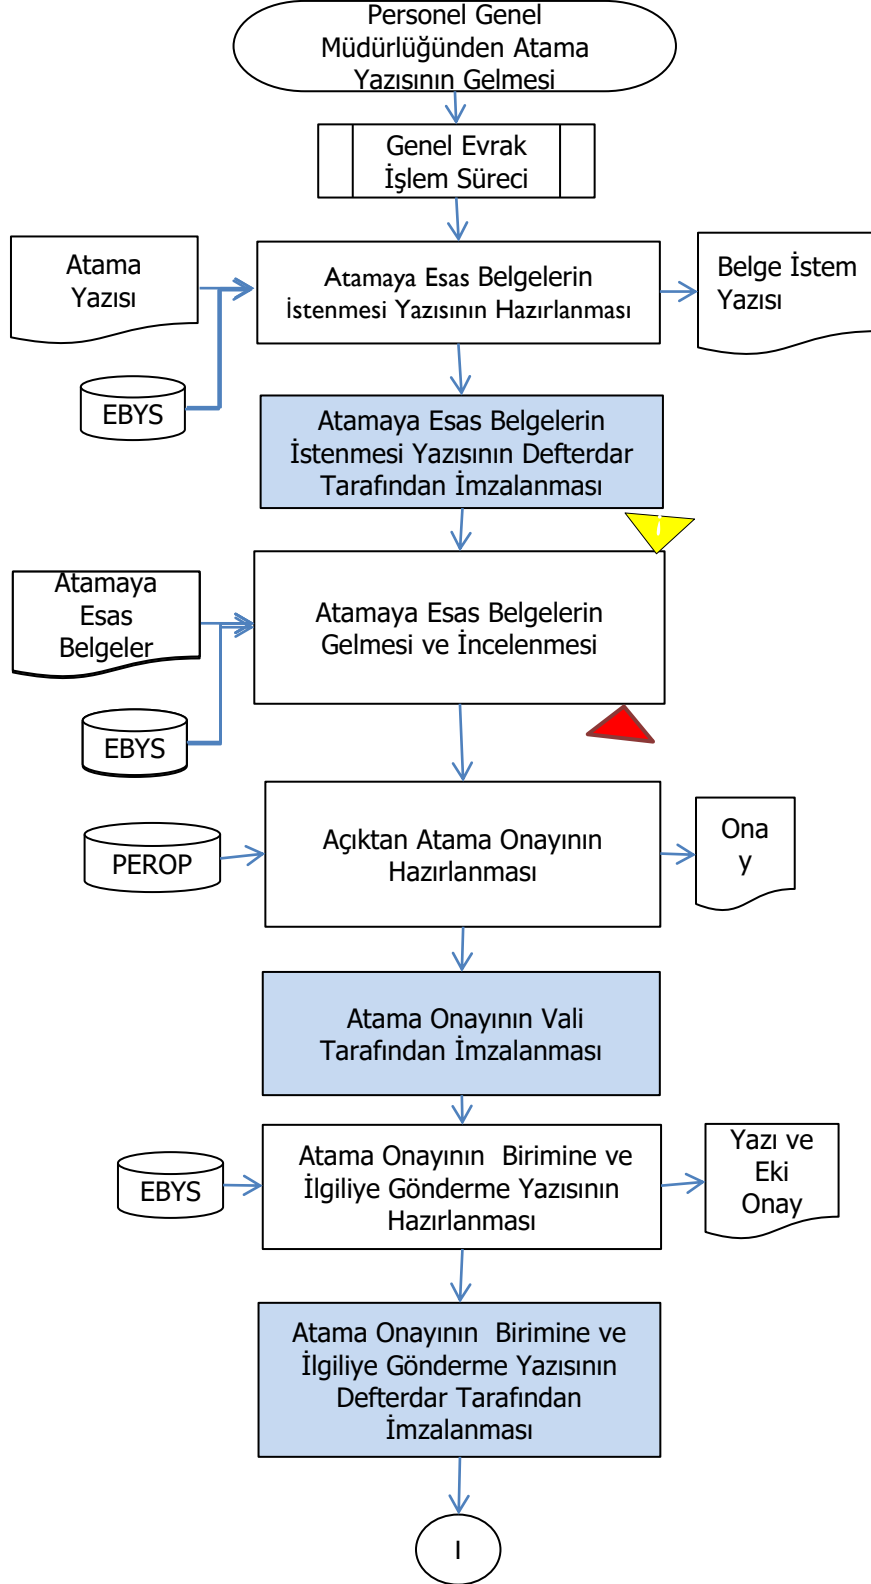 Personel Genel
Müdürlüğünden Atama
Yazısının Gelmesi
Genel Evrak
İşlem Süreci
Atama
Yazısı
Atamaya Esas Belgelerin
İstenmesi Yazısının Hazırlanması
Belge İstem
Yazısı
EBYS
Atamaya Esas Belgelerin
İstenmesi Yazısının Defterdar
Tarafından İmzalanması
Atamaya
Esas
Belgeler
Atamaya Esas Belgelerin
Gelmesi ve İncelenmesi
EBYS
PEROP
Açıktan Atama Onayının
Hazırlanması
Ona
y
Atama Onayının Vali
Tarafından İmzalanması
EBYS
Atama Onayının  Birimine ve
İlgiliye Gönderme Yazısının
Hazırlanması
Yazı ve
Eki
Onay
Atama Onayının  Birimine ve
İlgiliye Gönderme Yazısının
Defterdar Tarafından
İmzalanması
I